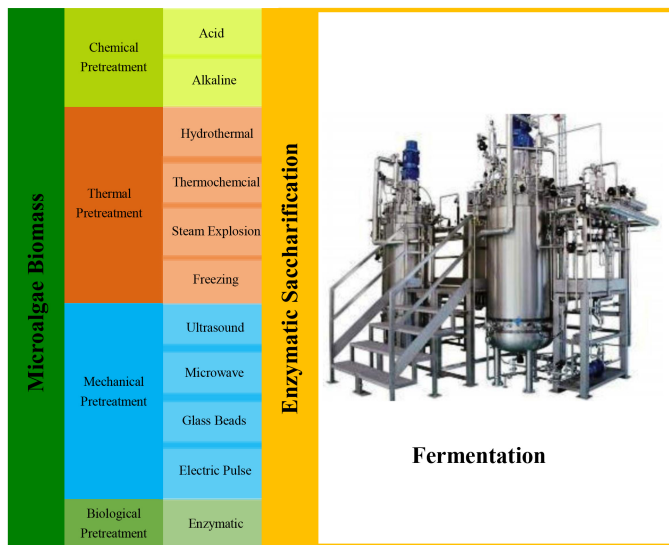 Microalgae Biomass
Chemical
Pretreatment
Acid
Alkaline
Thermal
Pretreatment
Hydrothermal
Thermochemcial
Steam Explosion
Freezing
Mechanical
Pretreatment
Ultrasound
Microwave
Glass Beads
Electric Pulse
Biological
Pretreatment
Enzymatic
Enzymatic Saccharification
Fermentation